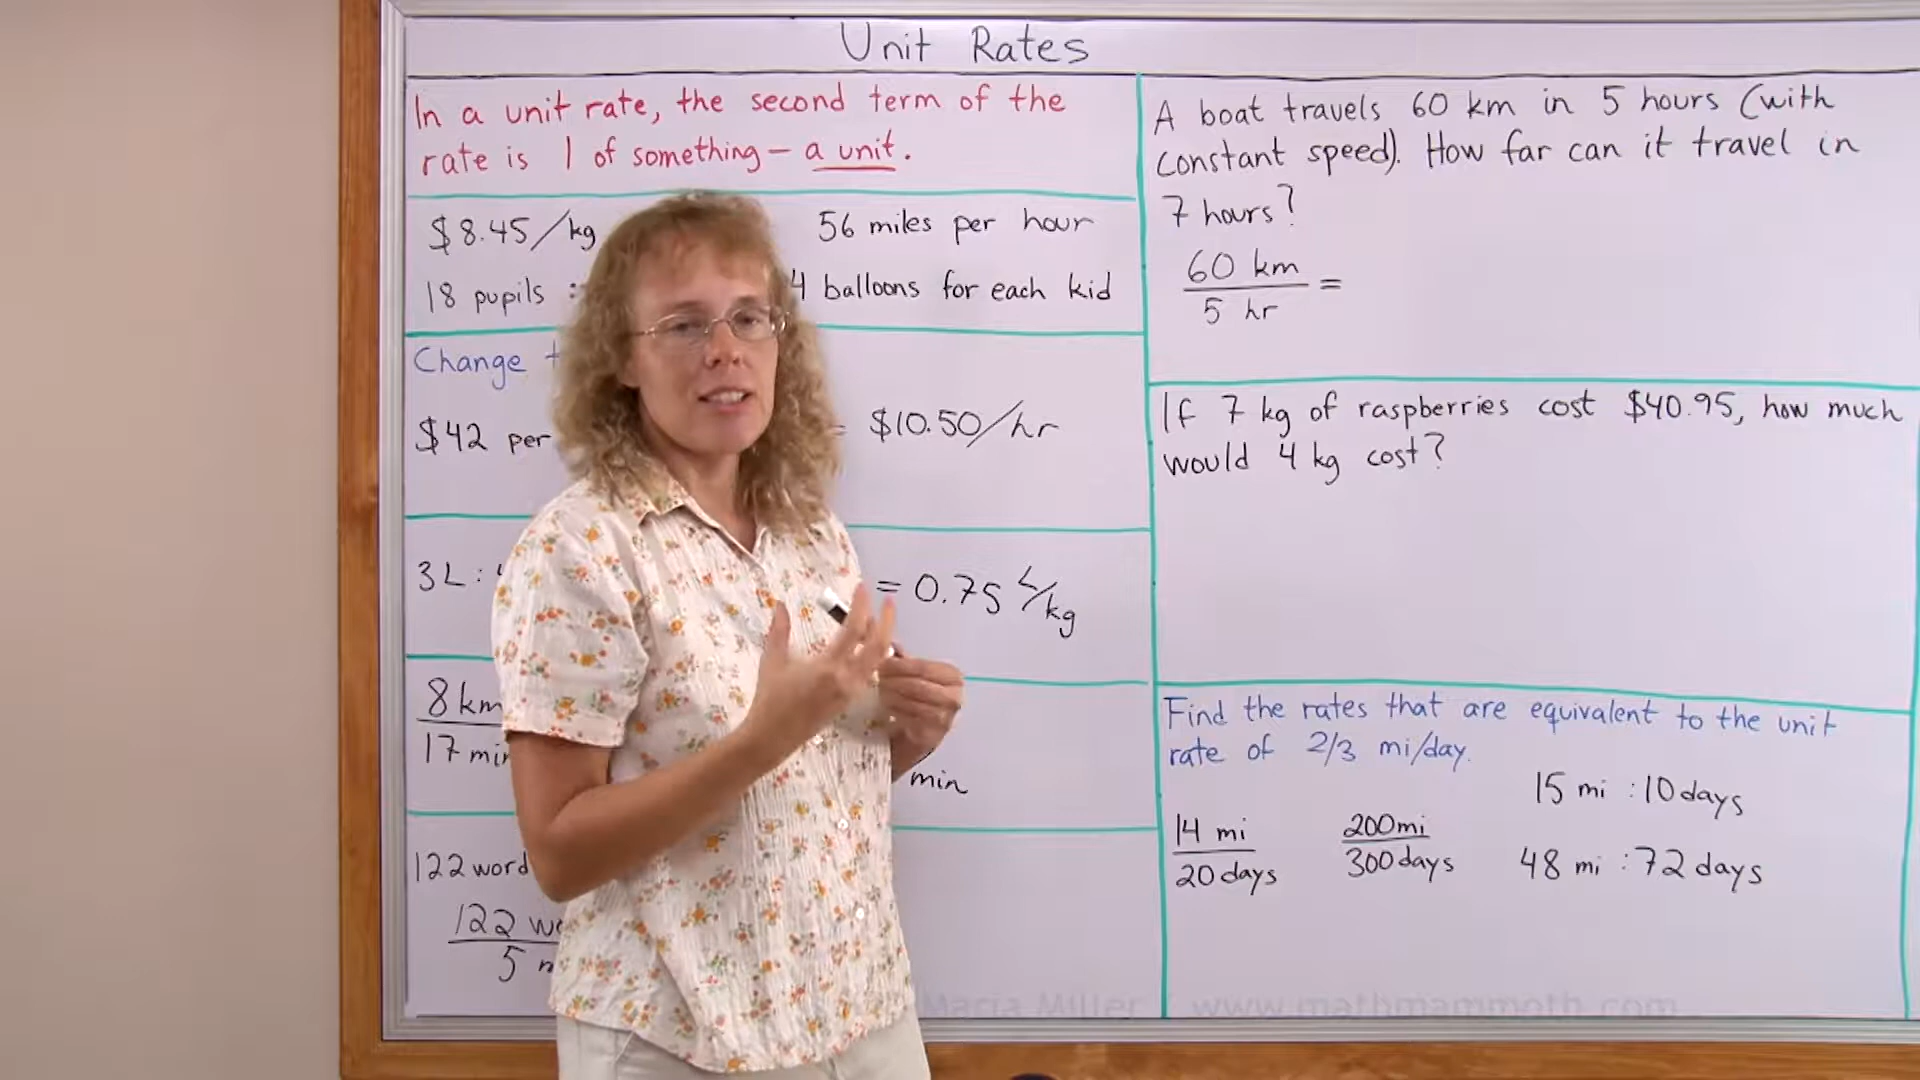 Unit Rates
In a unit rate, the second term of the
rate is 1 of something – a unit.
$8.45/kg
56 miles per hour
18 pupils :
4 balloons for each kid
Change
$42 per
= $10.50/hr
3L :
= 0.75 L/kg
8 km
17 min
min
122 word
122 wo
5 m
A boat travels 60 km in 5 hours (with
constant speed). How far can it travel in
7 hours?
60 km
5 hr
=
If 7 kg of raspberries cost $40.95, how much
would 4 kg cost?
Find the rates that are equivalent to the unit
rate of 2/3 mi/day.
15 mi : 10 days
14 mi
20 days
200 mi
300 days
48 mi : 72 days
Maria Miller / www.mathmammoth.com